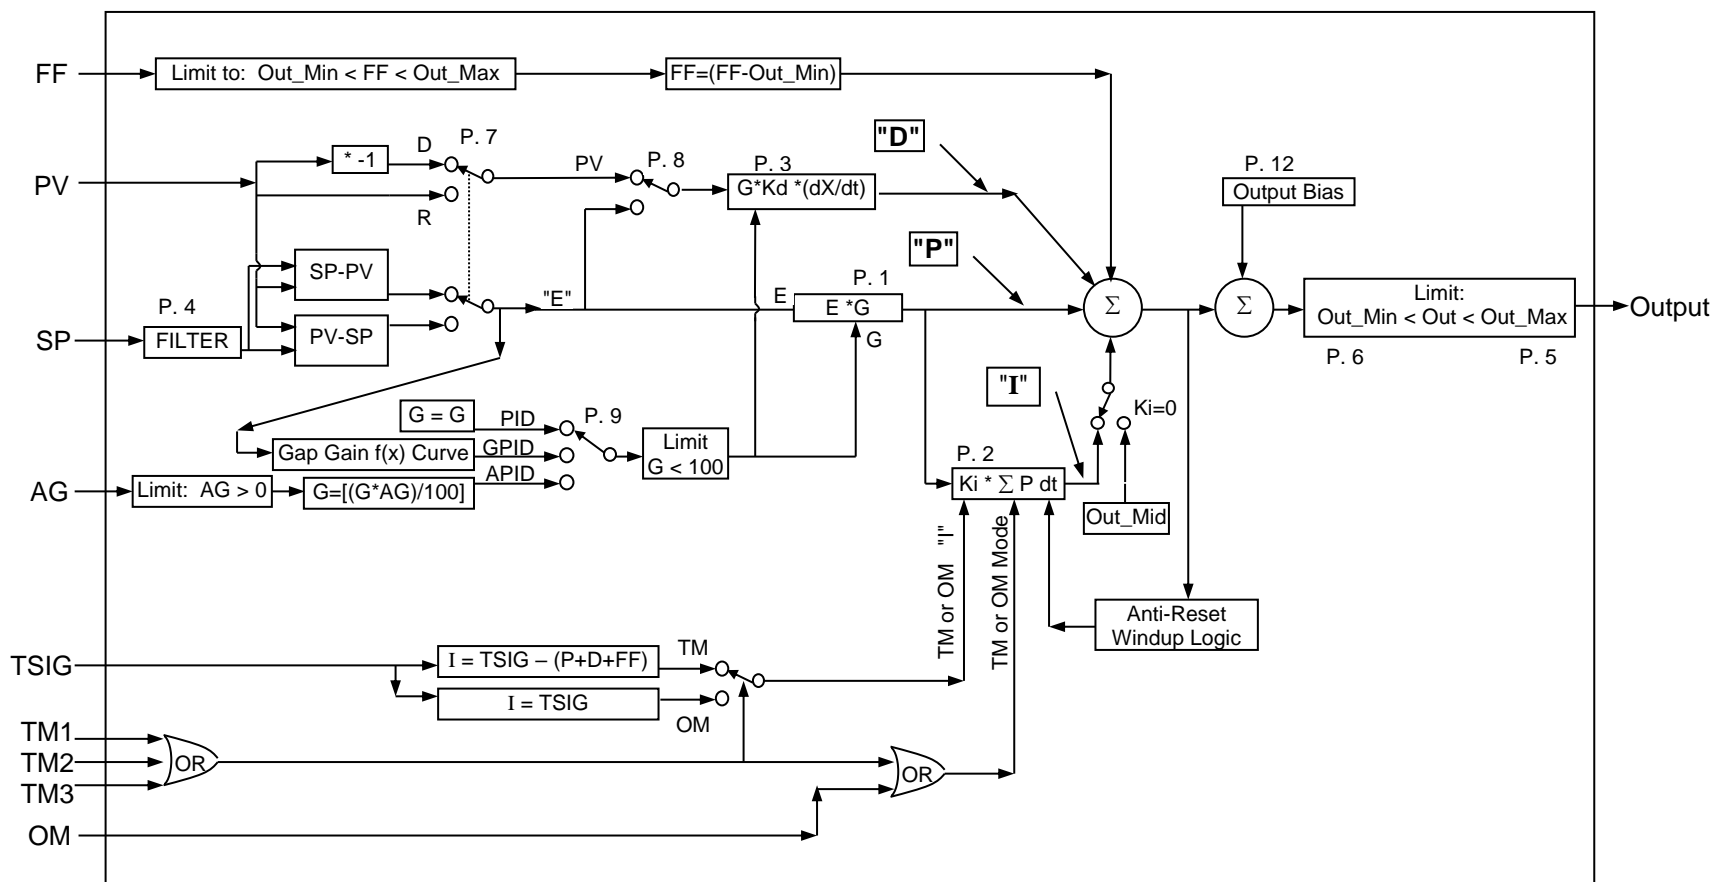 FF
Limit to: Out_Min < FF < Out_Max
FF=(FF-Out_Min)
"D"
P. 7
D
* -1
PV
R
PV
P. 8
P. 3
G*Kd *(dX/dt)
P. 12
Output Bias
"P"
SP-PV
P. 4
SP
FILTER
PV-SP
"E"
E
P. 1
E *G
G
Σ
Σ
Limit:
Out_Min < Out < Out_Max
P. 6
P. 5
Output
"I"
Ki=0
G = G
PID
P. 9
Gap Gain f(x) Curve
GPID
Limit
G < 100
APID
AG
Limit: AG > 0
G=[(G*AG)/100]
P. 2
Ki * Σ P dt
Out_Mid
TM or OM "I"
TM or OM Mode
Anti-Reset
Windup Logic
TSIG
I = TSIG – (P+D+FF)
TM
I = TSIG
OM
TM1
TM2
TM3
OR
OR
OM